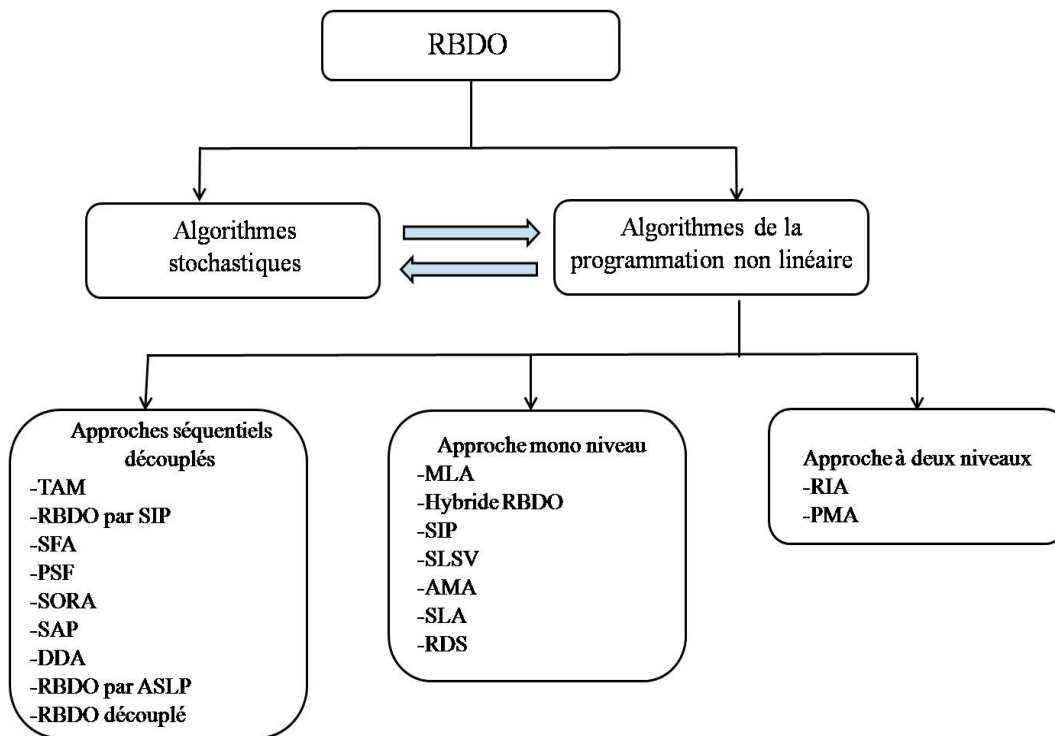 RBDO
Algorithmes
stochastiques
Algorithmes de la
programmation non linéaire
Approches séquentiels
découplés
-TAM
-RBDO par SIP
-SFA
-PSF
-SORA
-SAP
-DDA
-RBDO par ASLP
-RBDO découplé
Approche mono niveau
-MLA
-Hybride RBDO
-SIP
-SLSV
-AMA
-SLA
-RDS
Approche à deux niveaux
-RIA
-PMA